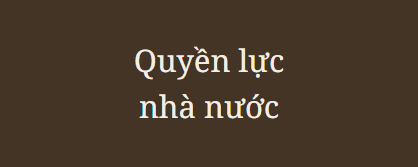 Quyền lực
nhà nước